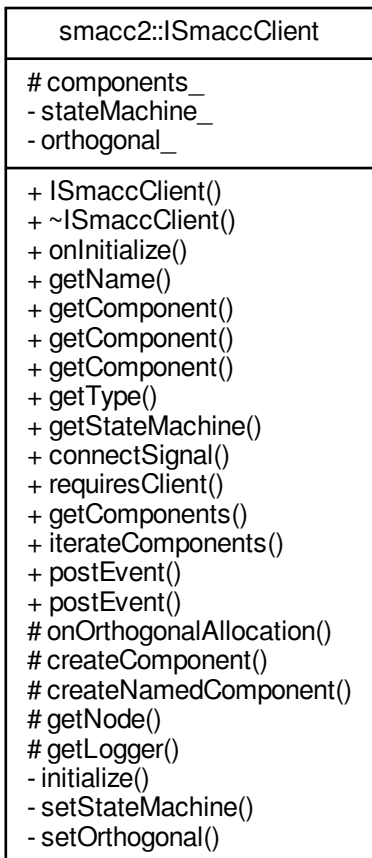 smacc2::ISmaccClient
# components_
- stateMachine_
- orthogonal_
+ ISmaccClient()
+ ~ISmaccClient()
+ onInitialize()
+ getName()
+ getComponent()
+ getComponent()
+ getComponent()
+ getType()
+ getStateMachine()
+ connectSignal()
+ requiresClient()
+ getComponents()
+ iterateComponents()
+ postEvent()
+ postEvent()
# onOrthogonalAllocation()
# createComponent()
# createNamedComponent()
# getNode()
# getLogger()
- initialize()
- setStateMachine()
- setOrthogonal()